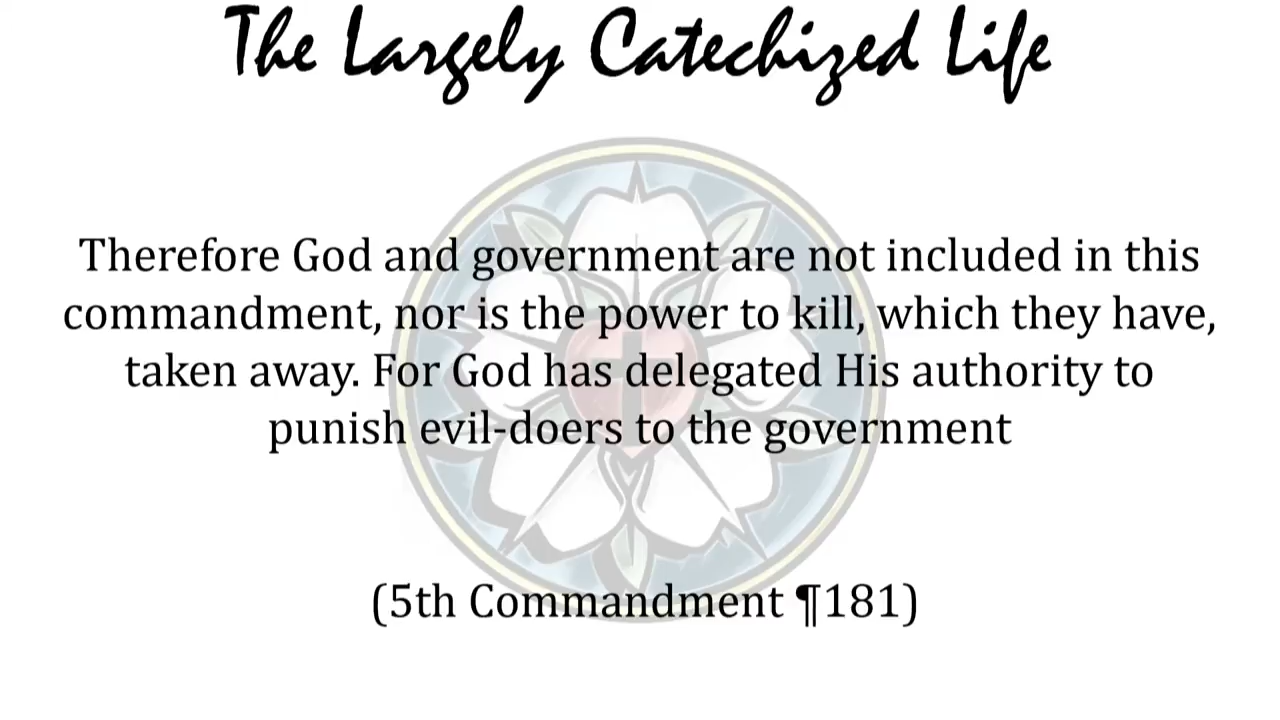 The Largely Catechized Life
Therefore God and government are not included in this
commandment, nor is the power to kill, which they have,
taken away. For God has delegated His authority to
punish evil-doers to the government
(5th Commandment ¶181)